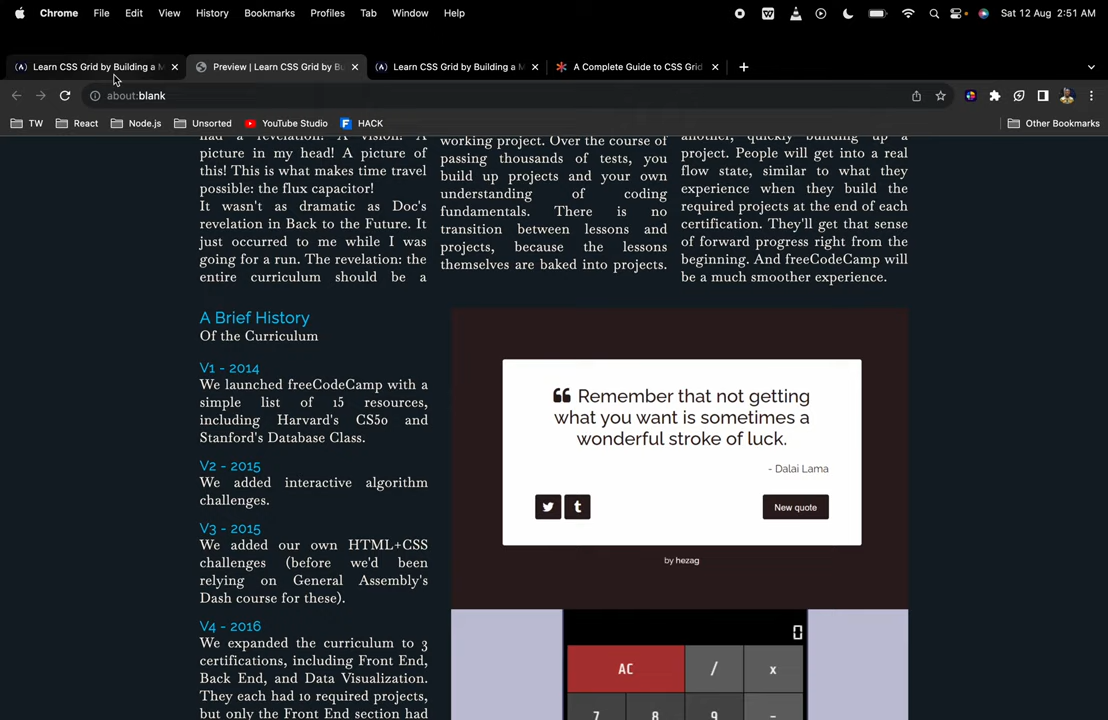 Chrome File Edit View History Bookmarks Profiles Tab Window Help Sat 12 Aug 2:51 AM
Learn CSS Grid by Building a M Preview | Learn CSS Grid by Bu Learn CSS Grid by Building a M A Complete Guide to CSS Grid
about:blank
TW React Node.js Unsorted YouTube Studio HACK Other Bookmarks
had a revelation! A vision! A
picture in my head! A picture of
this! This is what makes time travel
possible: the flux capacitor!
It wasn't as dramatic as Doc's
revelation in Back to the Future. It
just occurred to me while I was
going for a run. The revelation: the
entire curriculum should be a
working project. Over the course of
passing thousands of tests, you
build up projects and your own
understanding of coding
fundamentals. There is no
transition between lessons and
projects, because the lessons
themselves are baked into projects.
another, quickly building up a
project. People will get into a real
flow state, similar to what they
experience when they build the
required projects at the end of each
certification. They'll get that sense
of forward progress right from the
beginning. And freeCodeCamp will
be a much smoother experience.
A Brief History
Of the Curriculum
V1 - 2014
We launched freeCodeCamp with a
simple list of 15 resources,
including Harvard's CS50 and
Stanford's Database Class.
V2 - 2015
We added interactive algorithm
challenges.
V3 - 2015
We added our own HTML+CSS
challenges (before we'd been
relying on General Assembly's
Dash course for these).
V4 - 2016
We expanded the curriculum to 3
certifications, including Front End,
Back End, and Data Visualization.
They each had 10 required projects,
but only the Front End section had
❝ Remember that not getting
what you want is sometimes a
wonderful stroke of luck.
- Dalai Lama
New quote
by hezag
0
AC / x
7 8 9 -